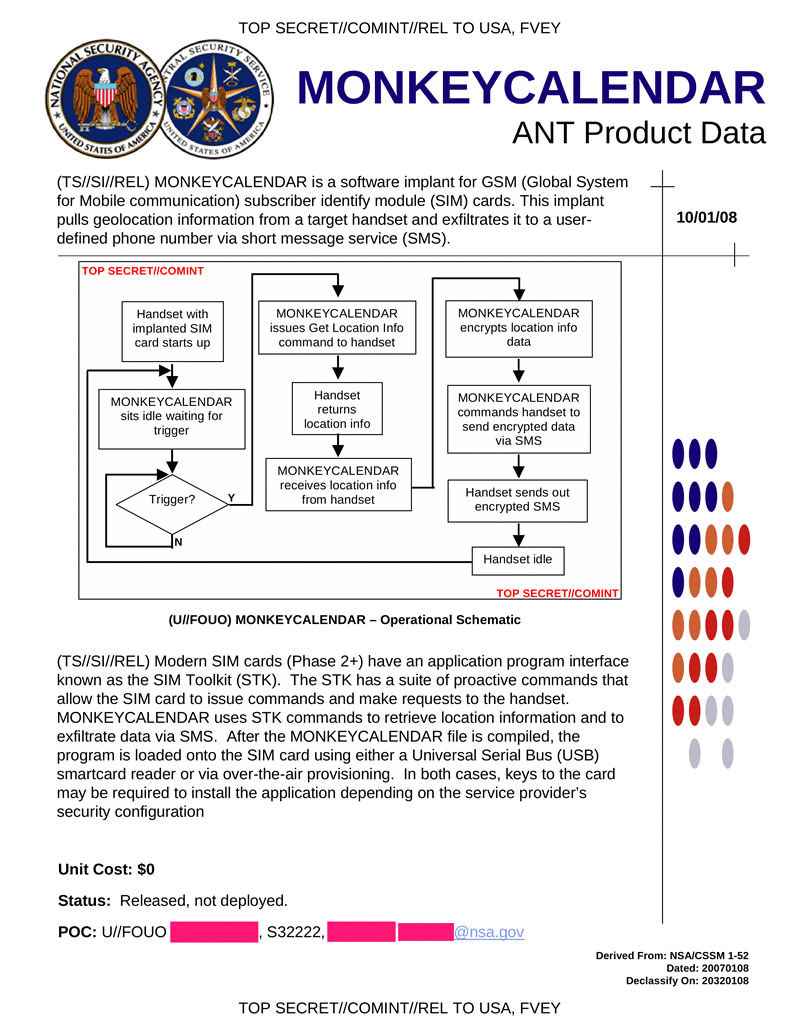 TOP SECRET//COMINT//REL TO USA, FVEY
NATIONAL SECURITY AGENCY
UNITED STATES OF AMERICA
TRAL SECURITY SERVICE
UNITED STATES OF AMERICA
MONKEYCALENDAR
ANT Product Data
(TS//SI//REL) MONKEYCALENDAR is a software implant for GSM (Global System
for Mobile communication) subscriber identify module (SIM) cards. This implant
pulls geolocation information from a target handset and exfiltrates it to a user-
defined phone number via short message service (SMS).
10/01/08
TOP SECRET//COMINT
Handset with
implanted SIM
card starts up
MONKEYCALENDAR
sits idle waiting for
trigger
Trigger?
Y
N
MONKEYCALENDAR
issues Get Location Info
command to handset
Handset
returns
location info
MONKEYCALENDAR
receives location info
from handset
MONKEYCALENDAR
encrypts location info
data
MONKEYCALENDAR
commands handset to
send encrypted data
via SMS
Handset sends out
encrypted SMS
Handset idle
TOP SECRET//COMINT
(U//FOUO) MONKEYCALENDAR – Operational Schematic
(TS//SI//REL) Modern SIM cards (Phase 2+) have an application program interface
known as the SIM Toolkit (STK). The STK has a suite of proactive commands that
allow the SIM card to issue commands and make requests to the handset.
MONKEYCALENDAR uses STK commands to retrieve location information and to
exfiltrate data via SMS. After the MONKEYCALENDAR file is compiled, the
program is loaded onto the SIM card using either a Universal Serial Bus (USB)
smartcard reader or via over-the-air provisioning. In both cases, keys to the card
may be required to install the application depending on the service provider's
security configuration
Unit Cost: $0
Status: Released, not deployed.
POC: U//FOUO , S32222, @nsa.gov
Derived From: NSA/CSSM 1-52
Dated: 20070108
Declassify On: 20320108
TOP SECRET//COMINT//REL TO USA, FVEY